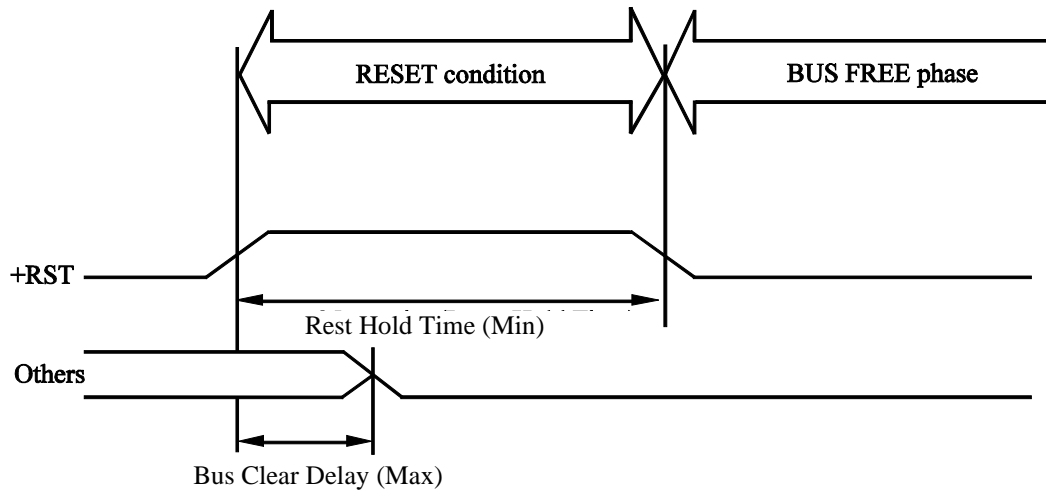 RESET condition
BUS FREE phase
+RST
Rest Hold Time (Min)
Others
Bus Clear Delay (Max)